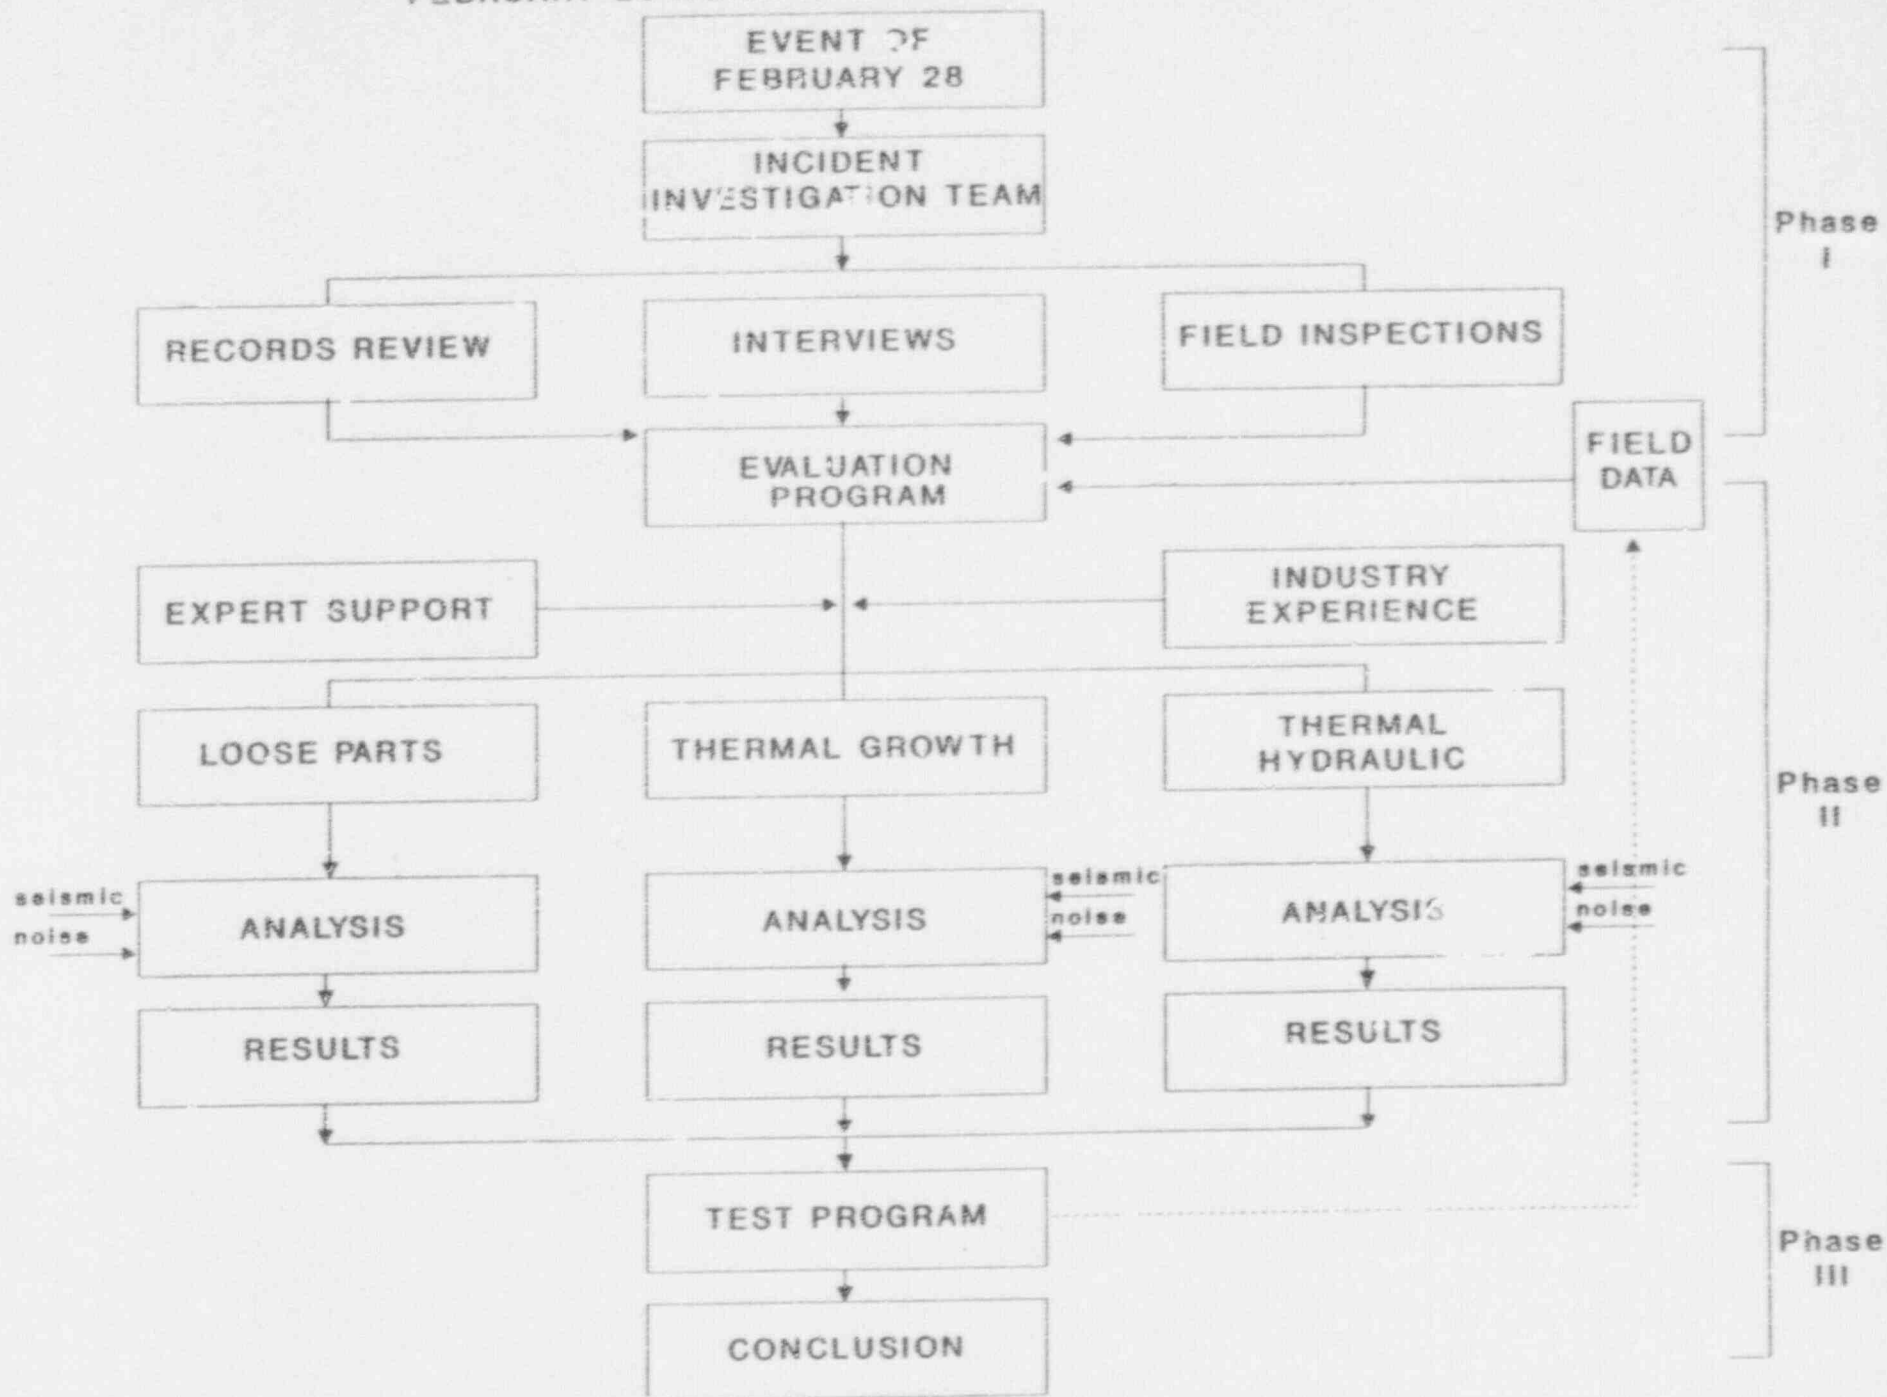 EVENT OF
FEBRUARY 28
INCIDENT
INVESTIGATION TEAM
Phase
I
RECORDS REVIEW
INTERVIEWS
FIELD INSPECTIONS
FIELD
DATA
EVALUATION
PROGRAM
EXPERT SUPPORT
INDUSTRY
EXPERIENCE
LOOSE PARTS
THERMAL GROWTH
THERMAL
HYDRAULIC
Phase
II
seismic
noise
ANALYSIS
ANALYSIS
seismic
noise
ANALYSIS
seismic
noise
RESULTS
RESULTS
RESULTS
TEST PROGRAM
Phase
III
CONCLUSION